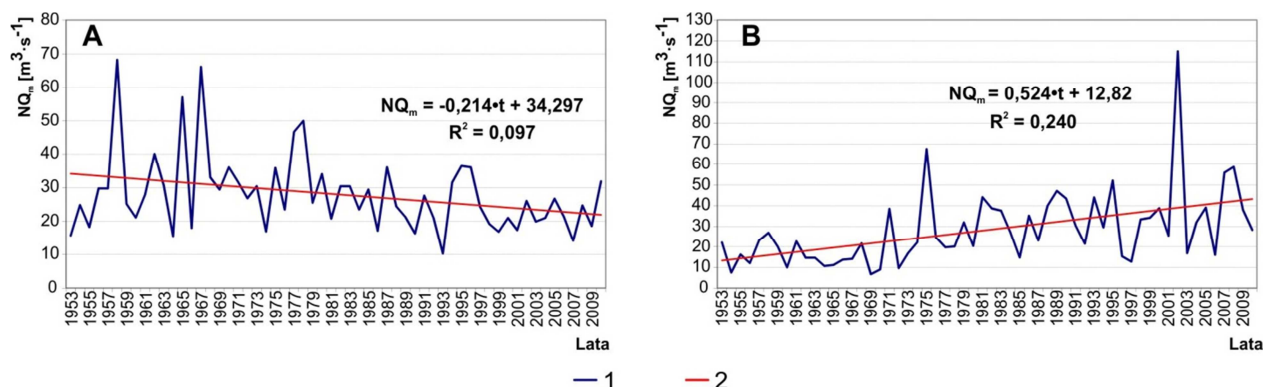 A
NQm [m³·s-1]
80
70
60
50
40
30
20
10
0
NQm = -0,214•t + 34,297
R² = 0,097
1953 1955 1957 1959 1961 1963 1965 1967 1969 1971 1973 1975 1977 1979 1981 1983 1985 1987 1989 1991 1993 1995 1997 1999 2001 2003 2005 2007 2009
Lata
B
NQm [m³·s-1]
130
120
110
100
90
80
70
60
50
40
30
20
10
0
NQm = 0,524•t + 12,82
R² = 0,240
1953 1955 1957 1959 1961 1963 1965 1967 1969 1971 1973 1975 1977 1979 1981 1983 1985 1987 1989 1991 1993 1995 1997 1999 2001 2003 2005 2007 2009
Lata
1 2